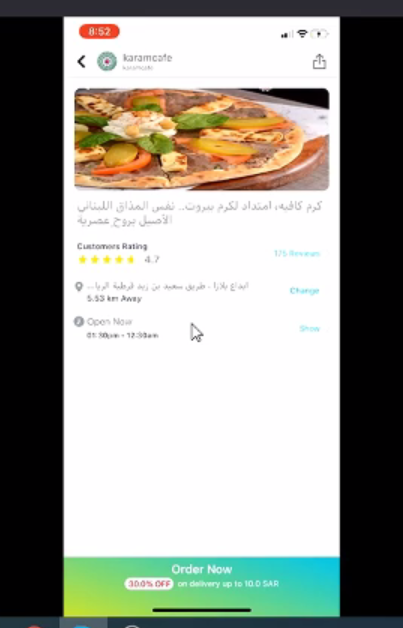 8:52
karamcafe
karamcafe
كرم كافيه، امتداد لكرم بيروت.. نفس المذاق اللبناني
الأصيل بروح عصرية
Customers Rating
4.7
175 Reviews
ابداع بلازا ، طريق سعيد بن زيد قرطبة الريا...
Change
5.53 km Away
Open Now
Show
01:30pm - 12:30am
Order Now
30.0% OFF on delivery up to 10.0 SAR